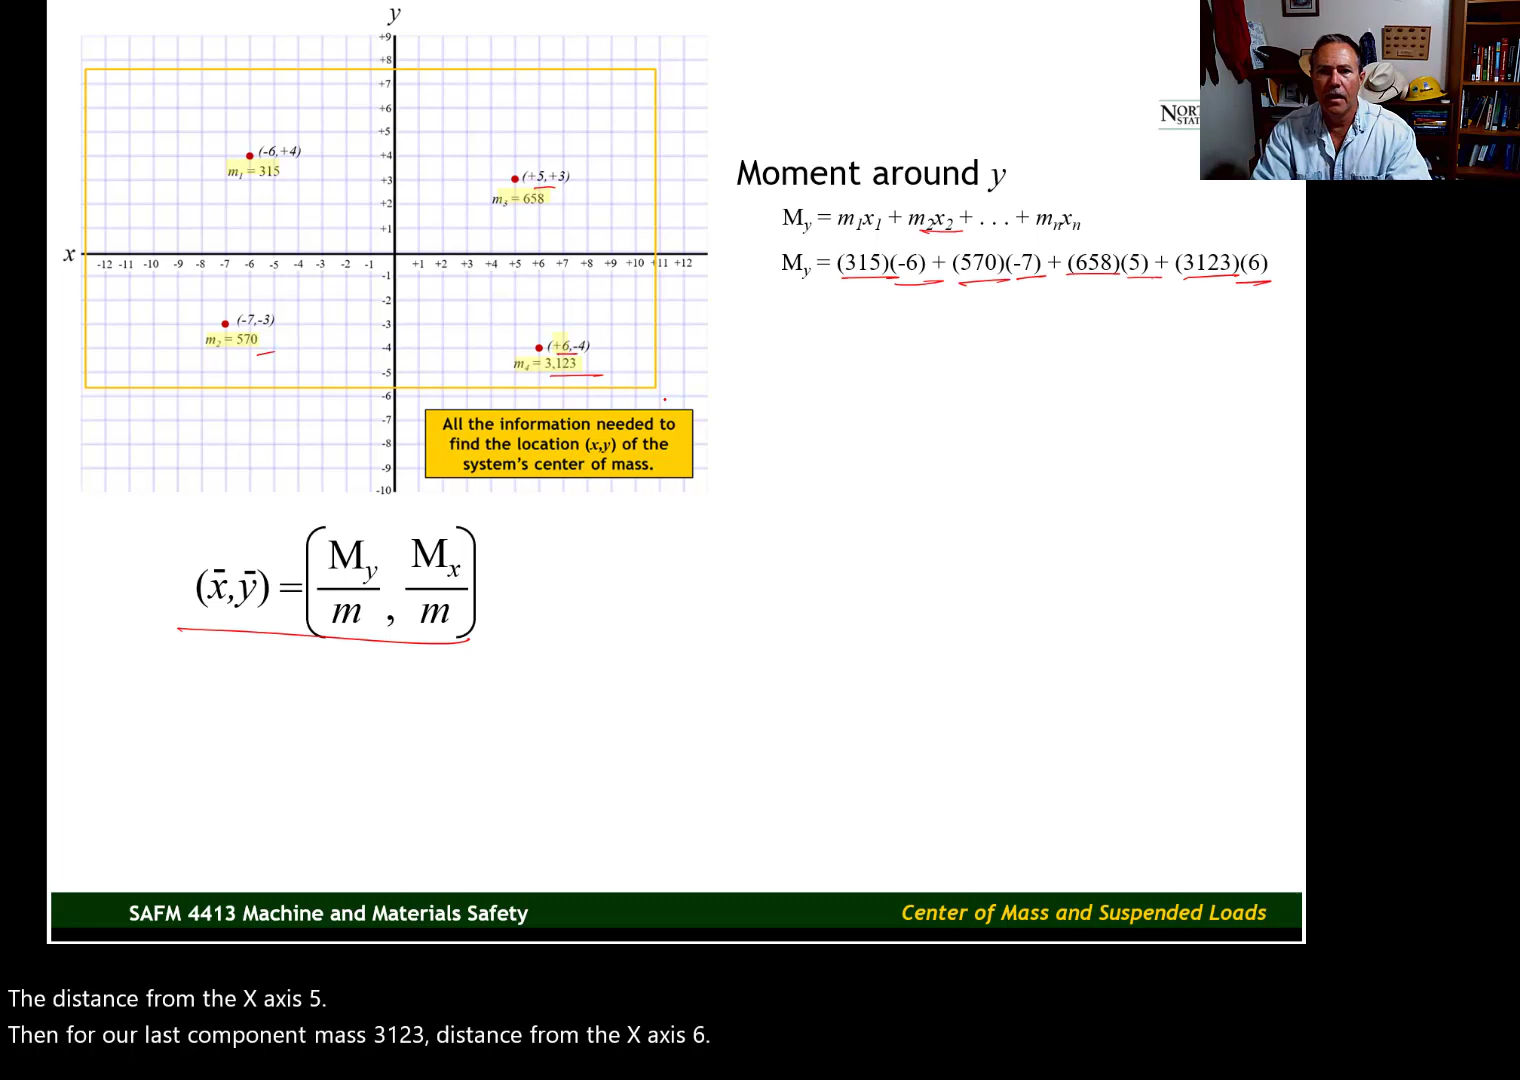 y
+9
+8
+7
+6
+5
+4
+3
+2
+1
(-6,+4)
m1 = 315
(+5,+3)
m3 = 658
x
-12 -11 -10 -9 -8 -7 -6 -5 -4 -3 -2 -1 +1 +2 +3 +4 +5 +6 +7 +8 +9 +10 +11 +12
-1
-2
-3
-4
-5
-6
-7
-8
-9
-10
(-7,-3)
m2 = 570
(+6,-4)
m4 = 3,123
All the information needed to
find the location (x,y) of the
system's center of mass.
(x̄,ȳ) = (My/m, Mx/m)
Moment around y
My = m1x1 + m2x2 + . . . + mnxn
My = (315)(-6) + (570)(-7) + (658)(5) + (3123)(6)
SAFM 4413 Machine and Materials Safety
Center of Mass and Suspended Loads
The distance from the X axis 5.
Then for our last component mass 3123, distance from the X axis 6.